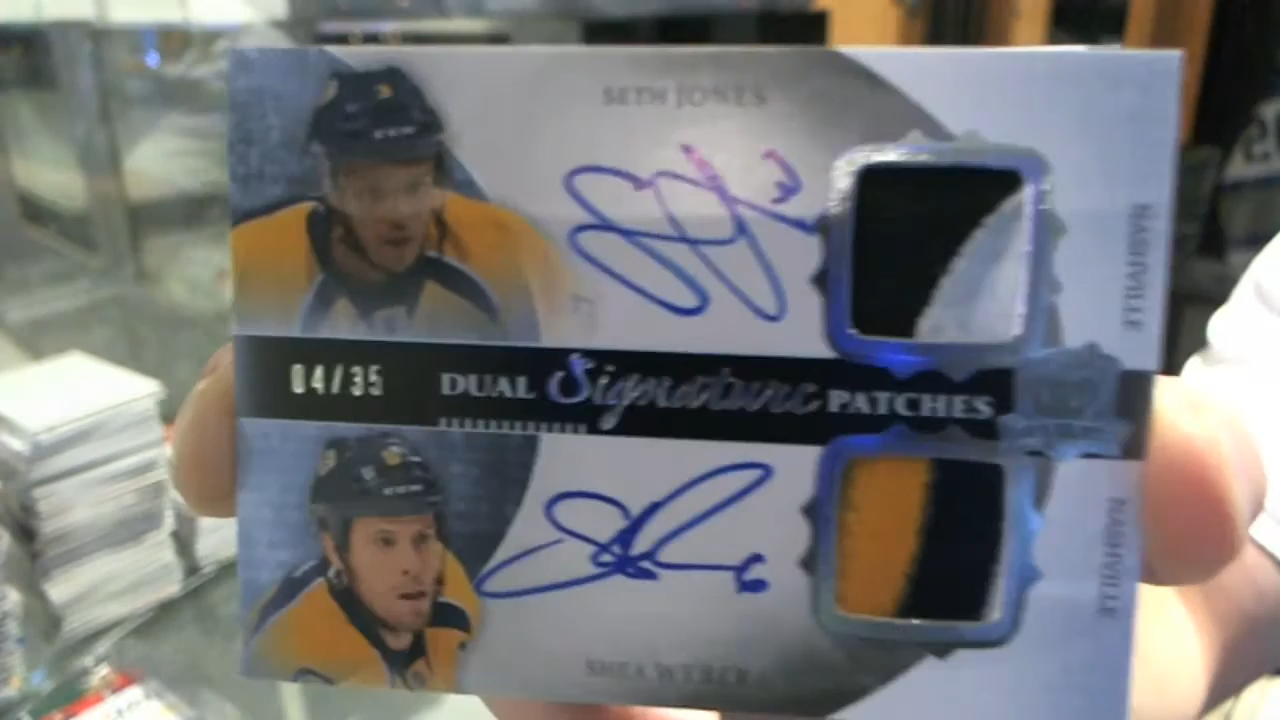 SETH JONES
NASHVILLE
04/35
DUAL Signature PATCHES
NASHVILLE
SHEA WEBER